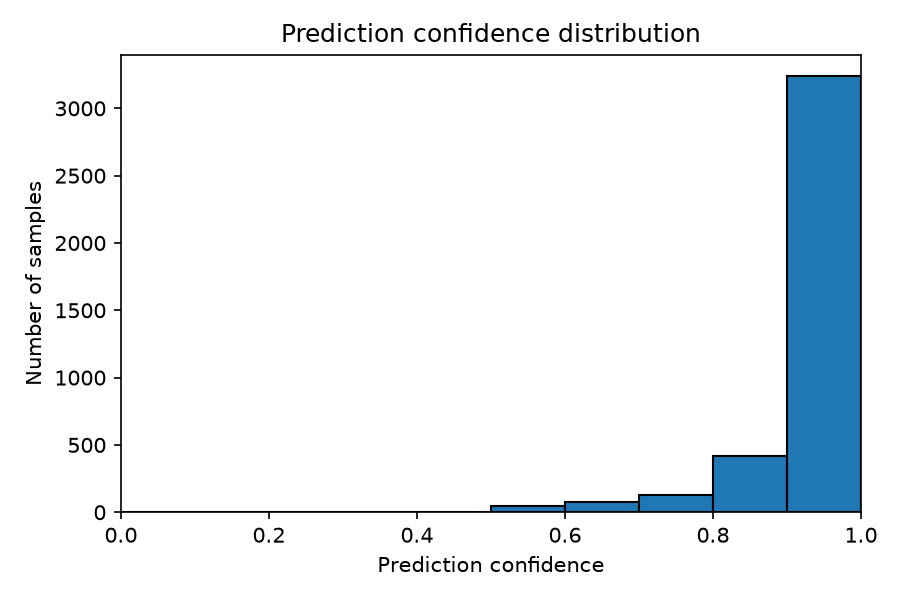 Prediction confidence distribution
Number of samples
3000
2500
2000
1500
1000
500
0
0.0 0.2 0.4 0.6 0.8 1.0
Prediction confidence